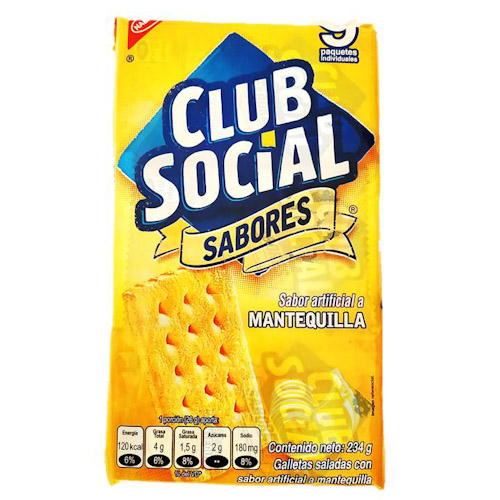 ®
paquetes
individuales
CLUB
SOCIAL
®
SABORES
Sabor artificial a
MANTEQUILLA
1 porción (26 g) aporta:
Energía Grasa Total Grasa Saturada Azúcares Sodio
120 kcal 4 g 1,5 g 2 g 180 mg
6% 6% 8% ** 8%
% del VD*
Contenido neto: 234 g
Galletas saladas con
sabor artificial a mantequilla